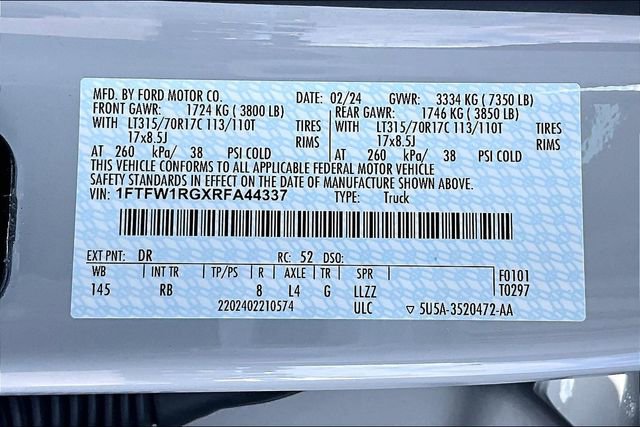 MFD. BY FORD MOTOR CO. DATE: 02/24 GVWR: 3334 KG ( 7350 LB)
FRONT GAWR: 1724 KG ( 3800 LB) REAR GAWR: 1746 KG ( 3850 LB)
WITH LT315/70R17C 113/110T TIRES WITH LT315/70R17C 113/110T TIRES
17x8.5J RIMS 17x8.5J RIMS
AT 260 kPa/ 38 PSI COLD AT 260 kPa/ 38 PSI COLD
THIS VEHICLE CONFORMS TO ALL APPLICABLE FEDERAL MOTOR VEHICLE
SAFETY STANDARDS IN EFFECT ON THE DATE OF MANUFACTURE SHOWN ABOVE.
VIN: 1FTFW1RGXRFA44337 TYPE: Truck
EXT PNT: DR RC: 52 DSO:
WB INT TR TP/PS R AXLE TR SPR F0101
145 RB 8 L4 G LLZZ T0297
2202402210574 ULC 5U5A-3520472-AA